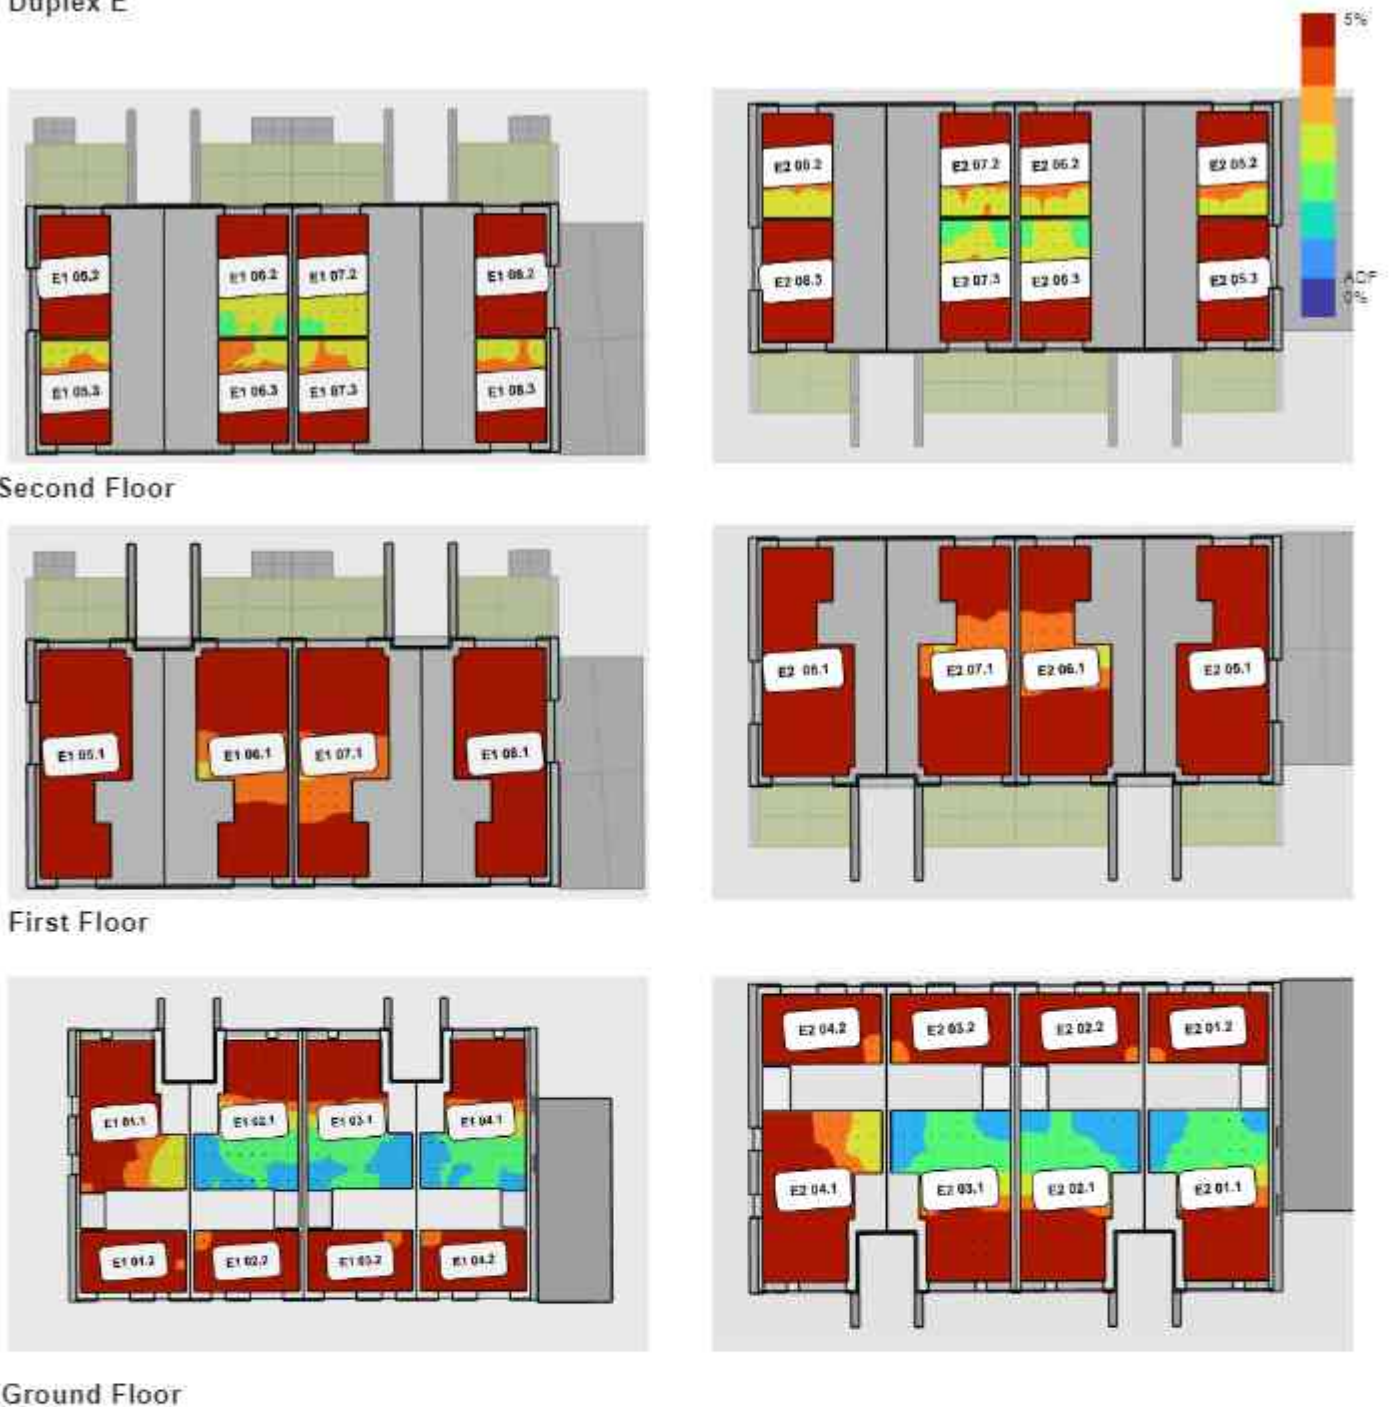 Duplex E
5%
ADF
0%
E1 05.2
E1 06.2
E1 07.2
E1 08.2
E1 05.3
E1 06.3
E1 07.3
E1 08.3
E2 08.2
E2 07.2
E2 06.2
E2 05.2
E2 08.3
E2 07.3
E2 06.3
E2 05.3
Second Floor
E1 05.1
E1 06.1
E1 07.1
E1 08.1
E2 08.1
E2 07.1
E2 06.1
E2 05.1
First Floor
E1 01.1
E1 02.1
E1 03.1
E1 04.1
E1 01.2
E1 02.2
E1 03.2
E1 04.2
E2 04.2
E2 03.2
E2 02.2
E2 01.2
E2 04.1
E2 03.1
E2 02.1
E2 01.1
Ground Floor